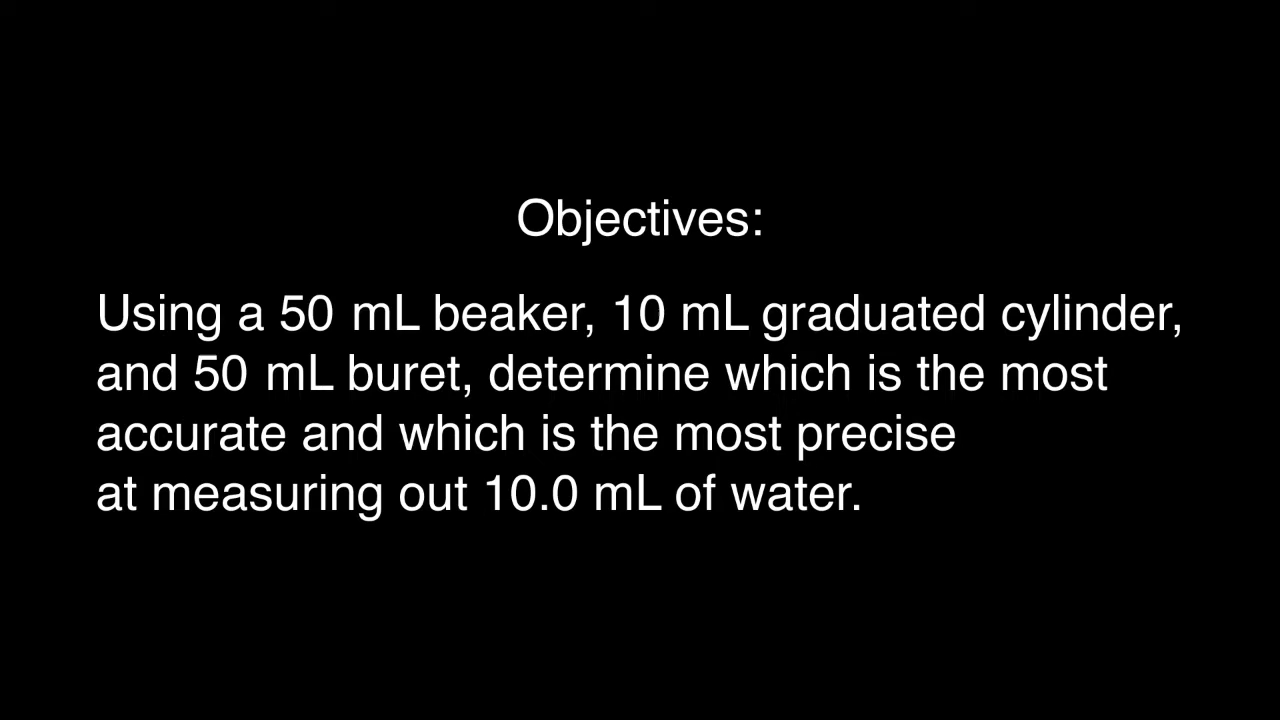 Objectives:
Using a 50 mL beaker, 10 mL graduated cylinder,
and 50 mL buret, determine which is the most
accurate and which is the most precise
at measuring out 10.0 mL of water.